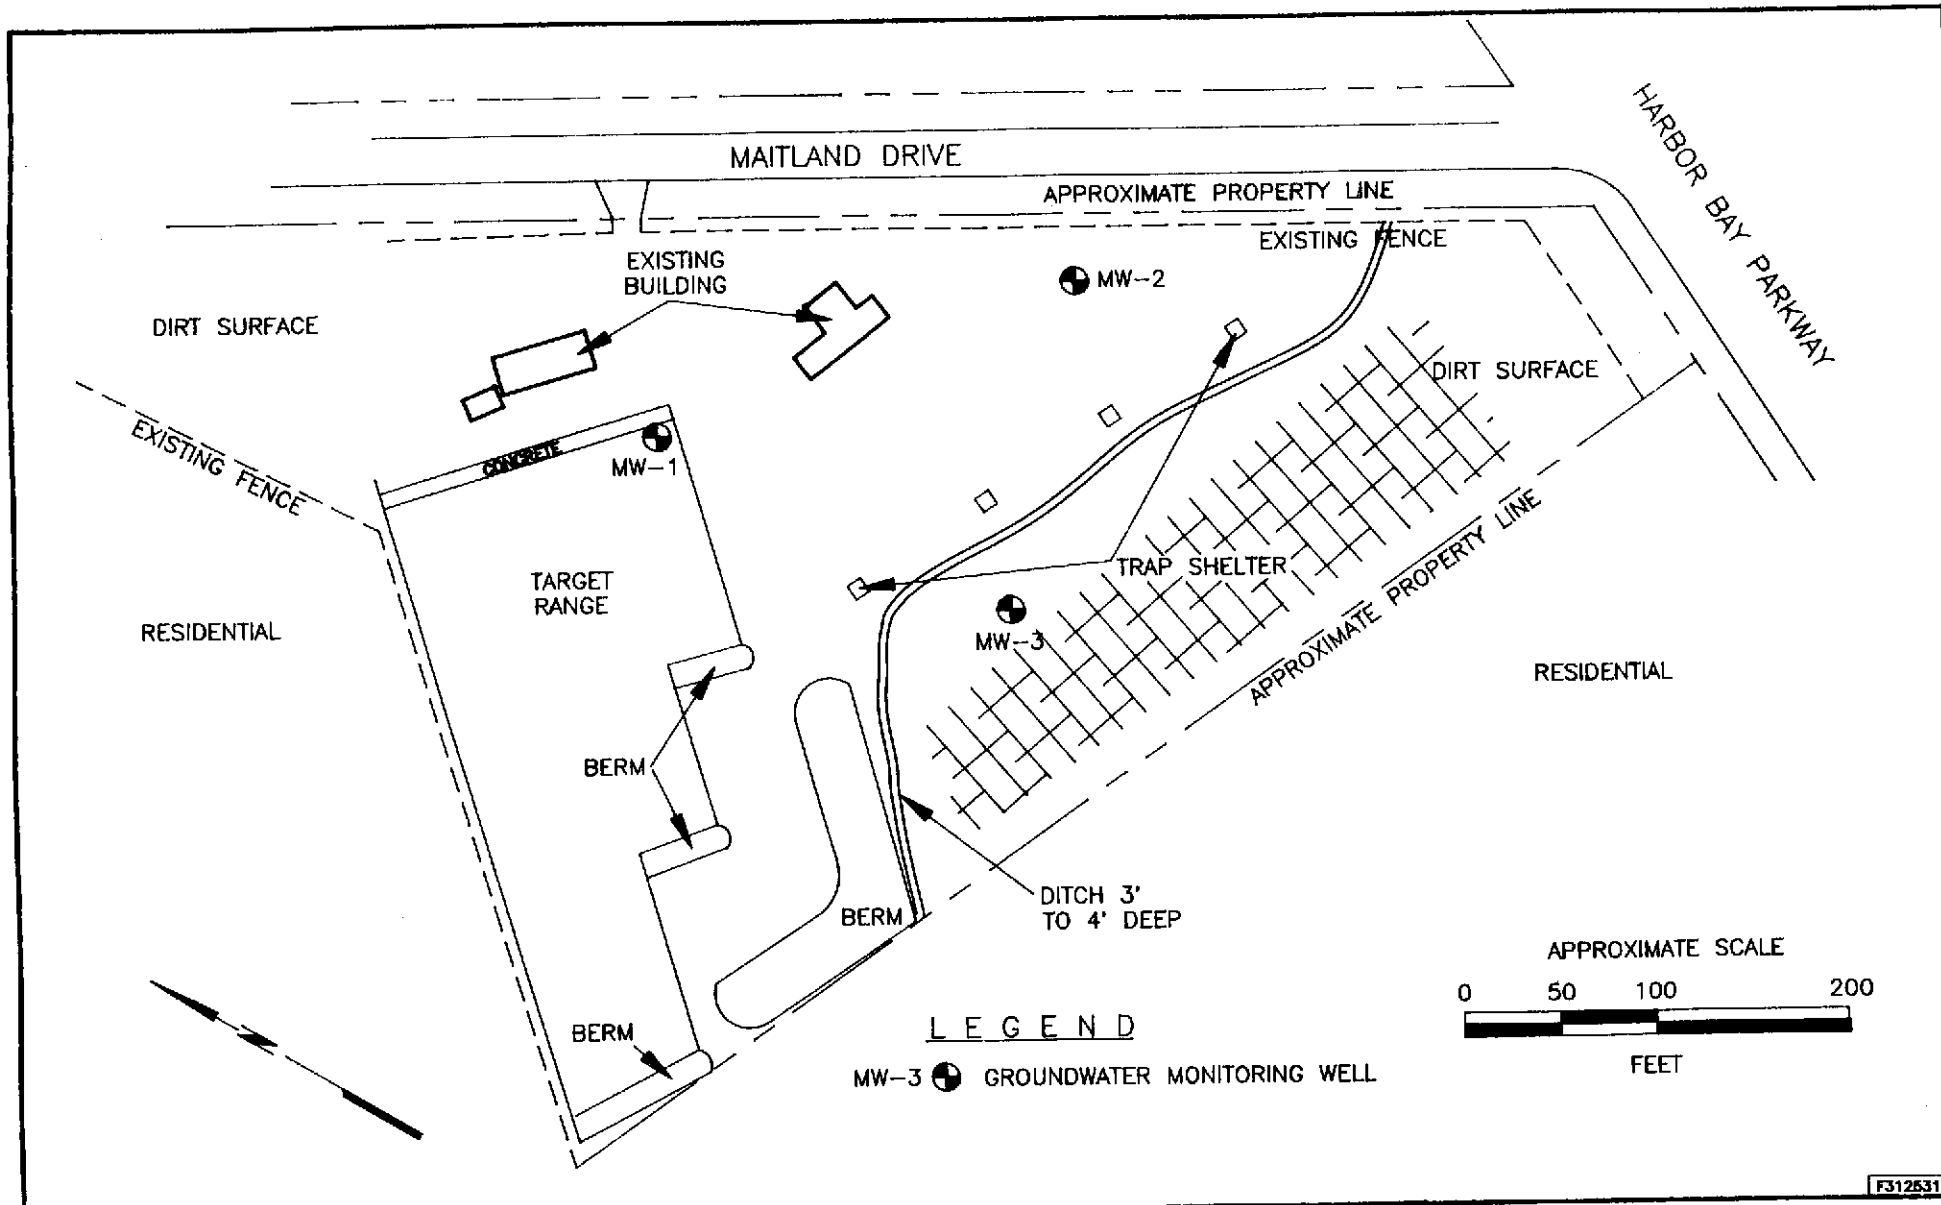 MAITLAND DRIVE
HARBOR BAY PARKWAY
APPROXIMATE PROPERTY LINE
EXISTING FENCE
EXISTING
BUILDING
MW-2
DIRT SURFACE
DIRT SURFACE
EXISTING FENCE
CONCRETE
MW-1
TARGET
RANGE
TRAP SHELTER
APPROXIMATE PROPERTY LINE
RESIDENTIAL
MW-3
RESIDENTIAL
BERM
BERM
DITCH 3'
TO 4' DEEP
BERM
N
APPROXIMATE SCALE
0 50 100 200
FEET
LEGEND
MW-3 GROUNDWATER MONITORING WELL
F312531